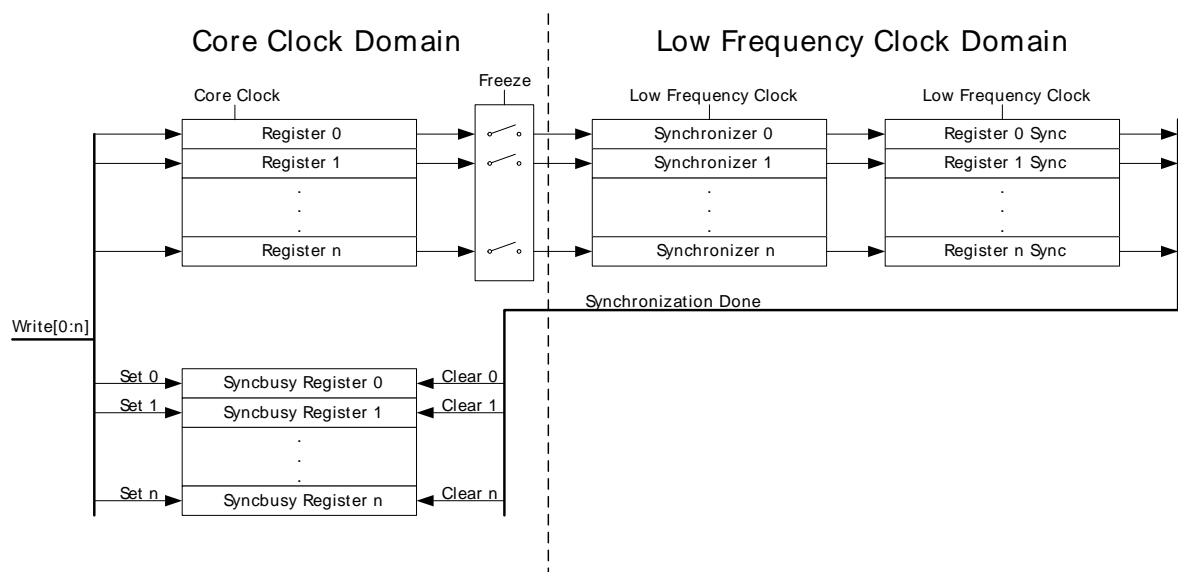 Core Clock Domain
Low Frequency Clock Domain
Freeze
Core Clock
Low Frequency Clock
Low Frequency Clock
Register 0
Synchronizer 0
Register 0 Sync
Register 1
Synchronizer 1
Register 1 Sync
.
.
.
.
.
.
.
.
.
Register n
Synchronizer n
Register n Sync
Synchronization Done
Write[0:n]
Set 0
Syncbusy Register 0
Clear 0
Set 1
Syncbusy Register 1
Clear 1
.
.
.
Set n
Syncbusy Register n
Clear n